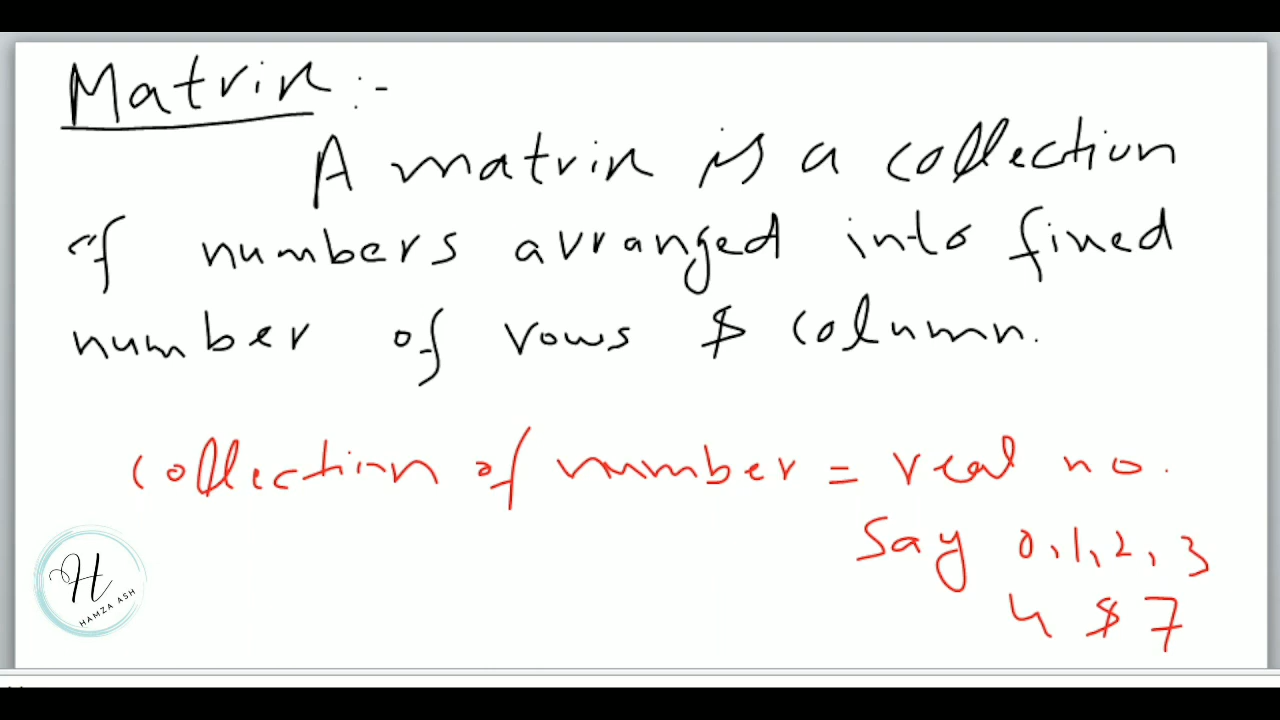 Matrix :-
A matrix is a collection
of numbers arranged into fixed
number of rows & column.
collection of number = real no.
Say 0, 1, 2, 3
4 & 7
H
HAMZA ASH